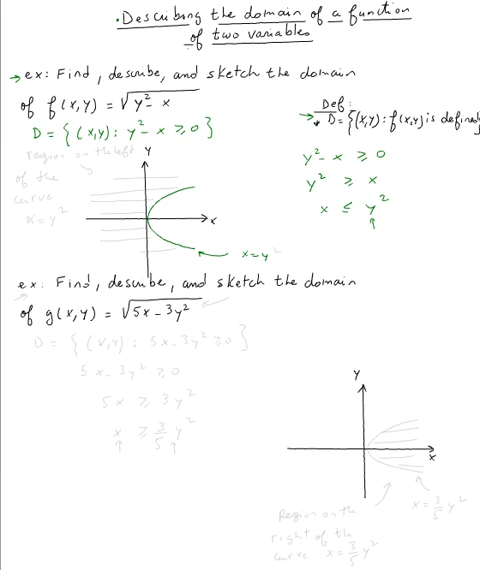 .Describing the domain of a function
of two variables
→ ex: Find, describe, and sketch the domain
of f(x,y) = √(y² - x)
D = {(x,y): y² - x ≥ 0}
Def:
→ D = {(x,y): f(x,y) is defined
y² - x ≥ 0
y² ≥ x
x ≤ y²
↑
Region on the left
of the
curve
x = y²
y
x
x = y²
ex: Find, describe, and sketch the domain
of g(x,y) = √(5x - 3y²)
D = {(x,y): 5x - 3y² ≥ 0}
5x - 3y² ≥ 0
5x ≥ 3y²
x ≥ 3/5 y²
↑ ↑
y
x
x = 3/5 y²
Region on the
right of the
curve x = 3/5 y²